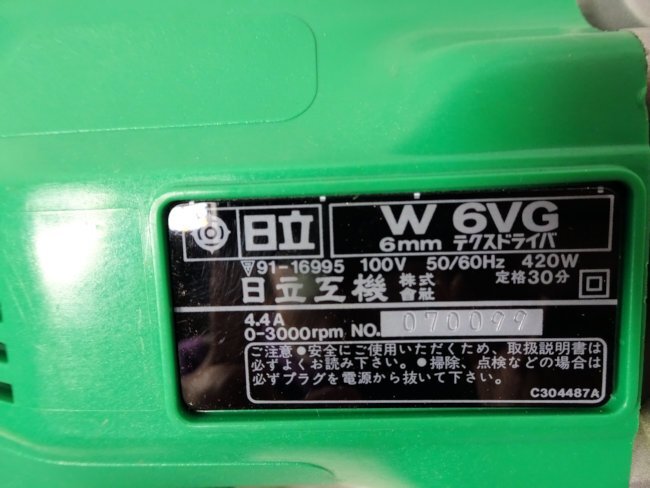 日立
W 6VG
6mm テクスドライバ
91-16995 100V 50/60Hz 420W
日立工機 株式會社 定格30分
4.4A
0-3000rpm NO. 070099
ご注意 ●安全にご使用いただくため、取扱説明書は
必ずよくお読み下さい。●掃除、点検などの場合は
必ずプラグを電源から抜いて下さい。
C304487A